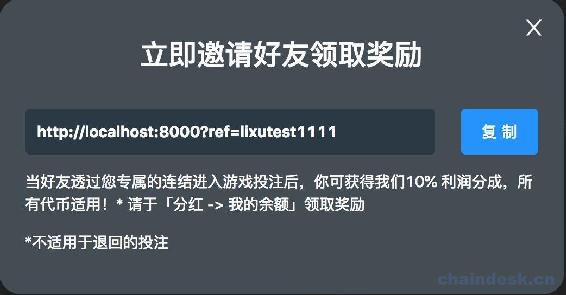 立即邀请好友领取奖励
http://localhost:8000?ref=lixutest1111
复 制
当好友透过您专属的连结进入游戏投注后，你可获得我们10% 利润分成，所
有代币适用！* 请于「分红 -> 我的余额」领取奖励
*不适用于退回的投注
chaindesk.cn